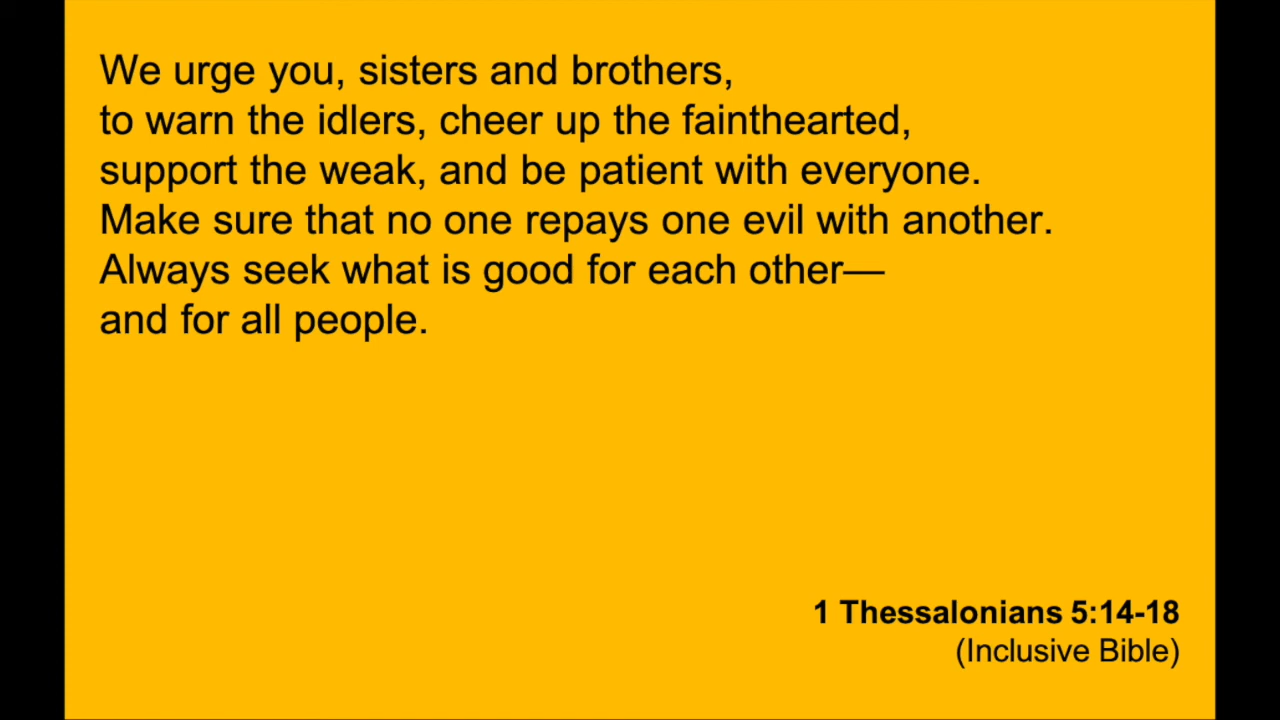 We urge you, sisters and brothers,
to warn the idlers, cheer up the fainthearted,
support the weak, and be patient with everyone.
Make sure that no one repays one evil with another.
Always seek what is good for each other—
and for all people.
1 Thessalonians 5:14-18
(Inclusive Bible)